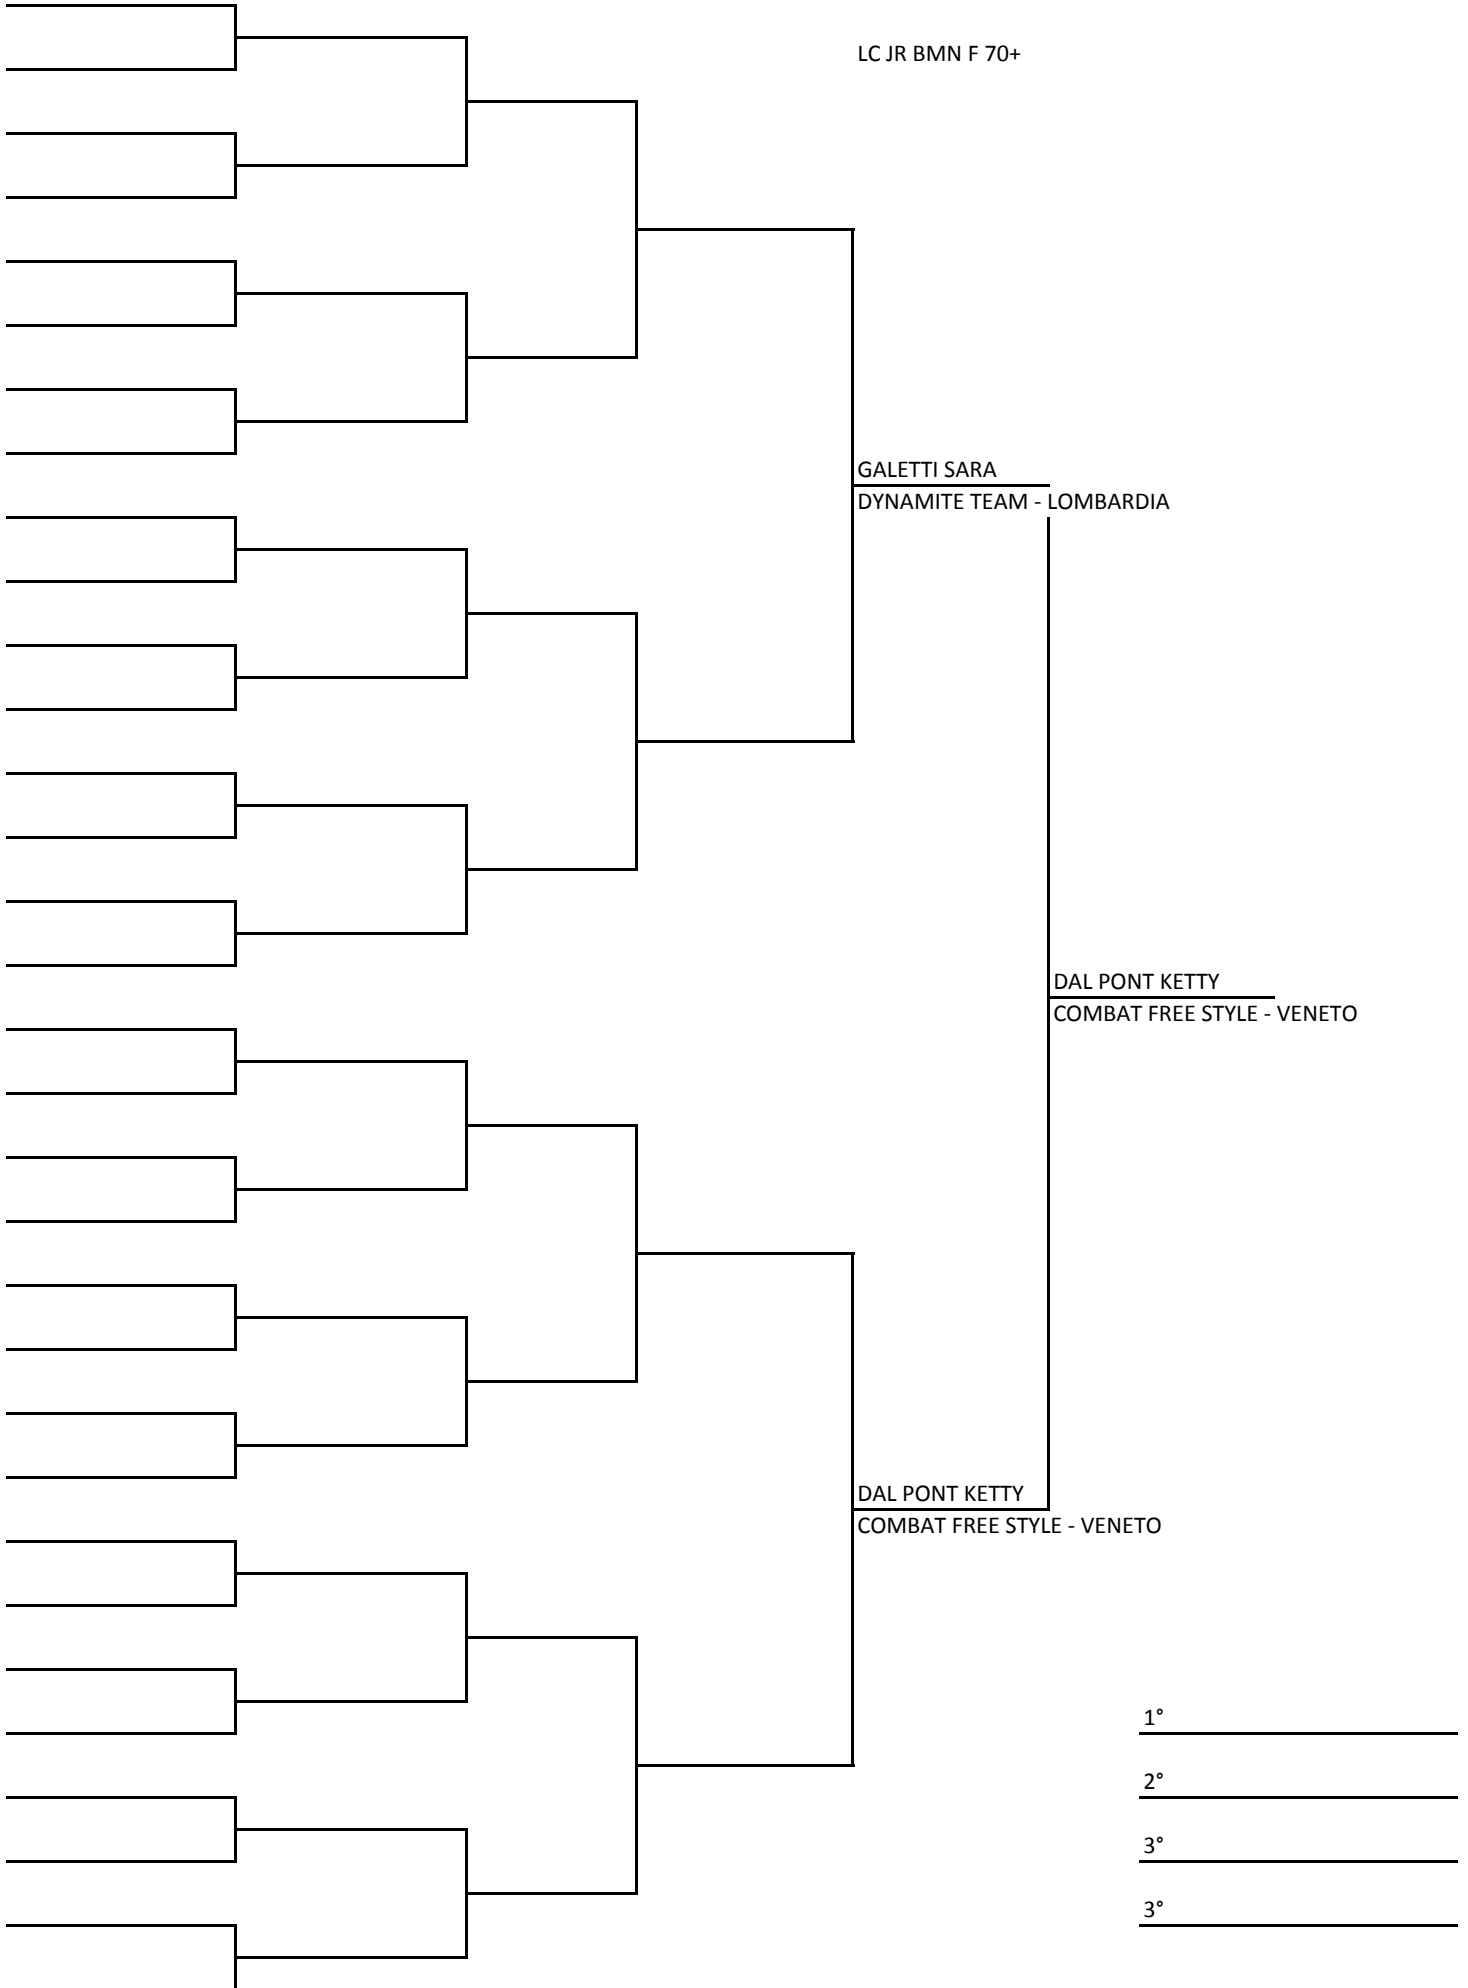 LC JR BMN F 70+
GALETTI SARA
DYNAMITE TEAM - LOMBARDIA
DAL PONT KETTY
COMBAT FREE STYLE - VENETO
DAL PONT KETTY
COMBAT FREE STYLE - VENETO
1°
2°
3°
3°